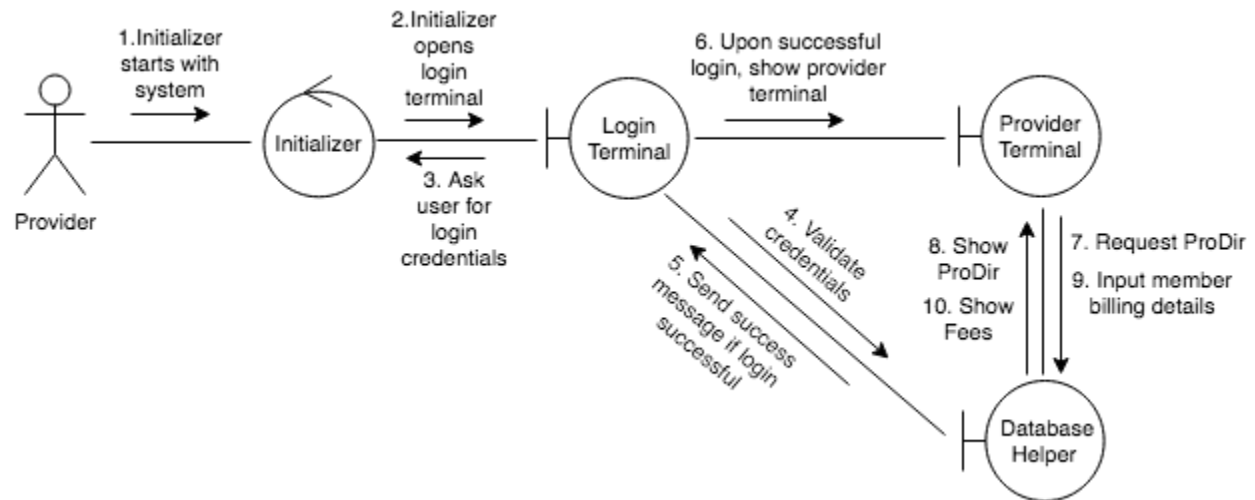 1.Initializer
starts with
system
2.Initializer
opens
login
terminal
6. Upon successful
login, show provider
terminal
Initializer
Login
Terminal
Provider
Terminal
3. Ask
user for
login
credentials
Provider
4. Validate
credentials
5. Send success
message if login
successful
8. Show
ProDir
10. Show
Fees
7. Request ProDir
9. Input member
billing details
Database
Helper